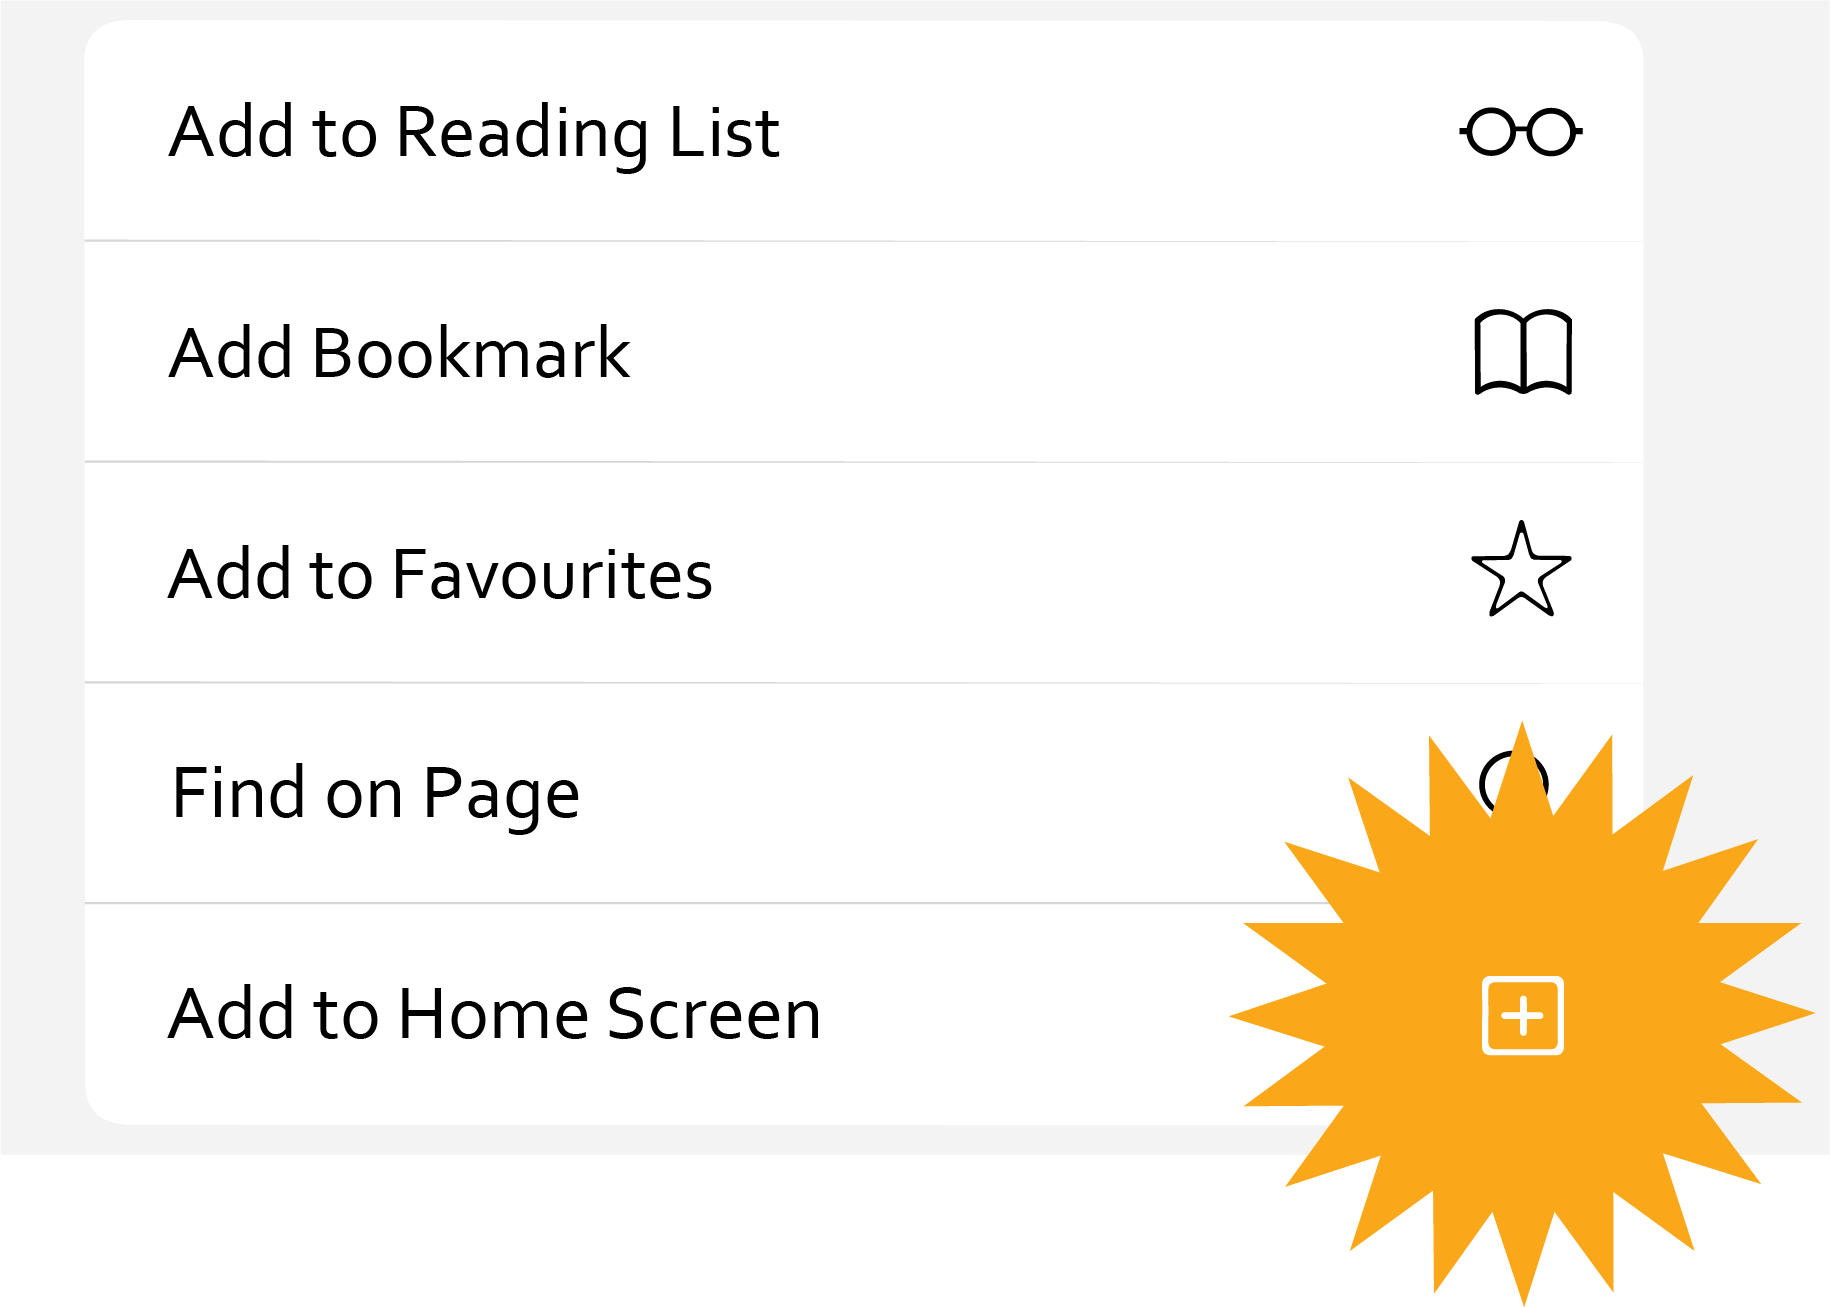 Add to Reading List
Add Bookmark
Add to Favourites
Find on Page
Add to Home Screen